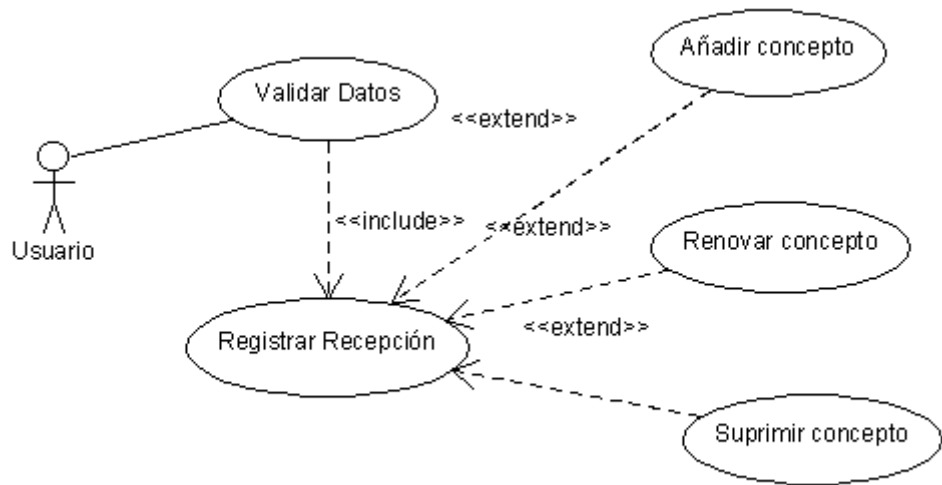 Añadir concepto
Validar Datos
<<extend>>
<<include>>
<<extend>>
Renovar concepto
Usuario
<<extend>>
Registrar Recepción
Suprimir concepto